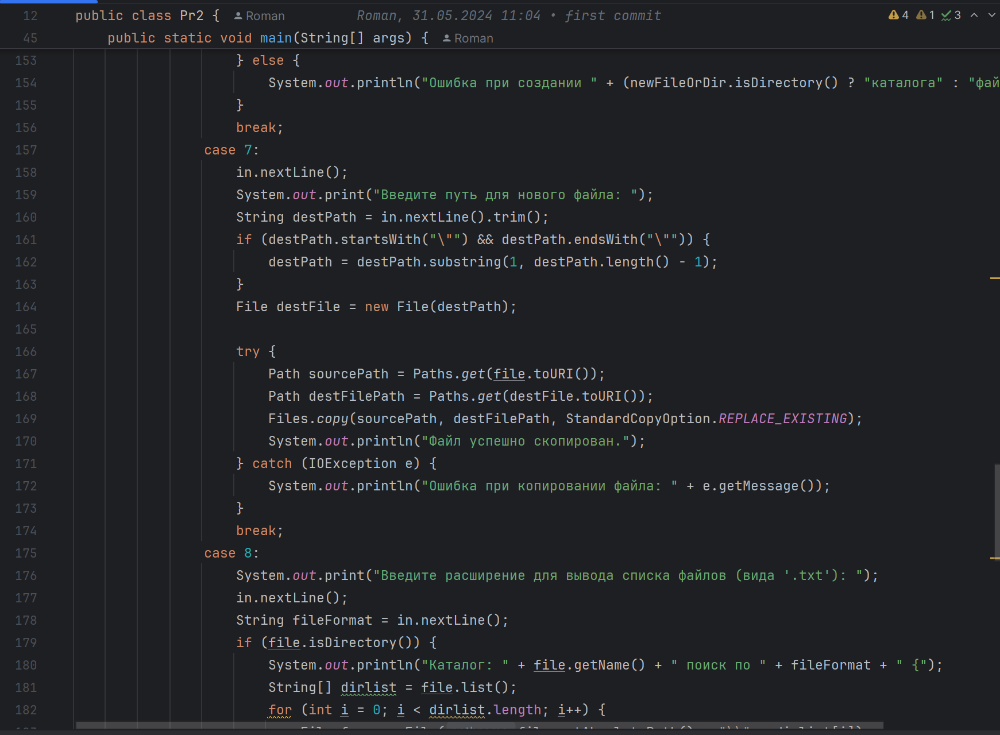 12 public class Pr2 { Roman Roman, 31.05.2024 11:04 • first commit 4 1 3
45 public static void main(String[] args) { Roman
153 } else {
154 System.out.println("Ошибка при создании " + (newFileOrDir.isDirectory() ? "каталога" : "фай
155 }
156 break;
157 case 7:
158 in.nextLine();
159 System.out.print("Введите путь для нового файла: ");
160 String destPath = in.nextLine().trim();
161 if (destPath.startsWith("\"") && destPath.endsWith("\"")) {
162 destPath = destPath.substring(1, destPath.length() - 1);
163 }
164 File destFile = new File(destPath);
165
166 try {
167 Path sourcePath = Paths.get(file.toURI());
168 Path destFilePath = Paths.get(destFile.toURI());
169 Files.copy(sourcePath, destFilePath, StandardCopyOption.REPLACE_EXISTING);
170 System.out.println("Файл успешно скопирован.");
171 } catch (IOException e) {
172 System.out.println("Ошибка при копировании файла: " + e.getMessage());
173 }
174 break;
175 case 8:
176 System.out.print("Введите расширение для вывода списка файлов (вида '.txt'): ");
177 in.nextLine();
178 String fileFormat = in.nextLine();
179 if (file.isDirectory()) {
180 System.out.println("Каталог: " + file.getName() + " поиск по " + fileFormat + " {");
181 String[] dirlist = file.list();
182 for (int i = 0; i < dirlist.length; i++) {